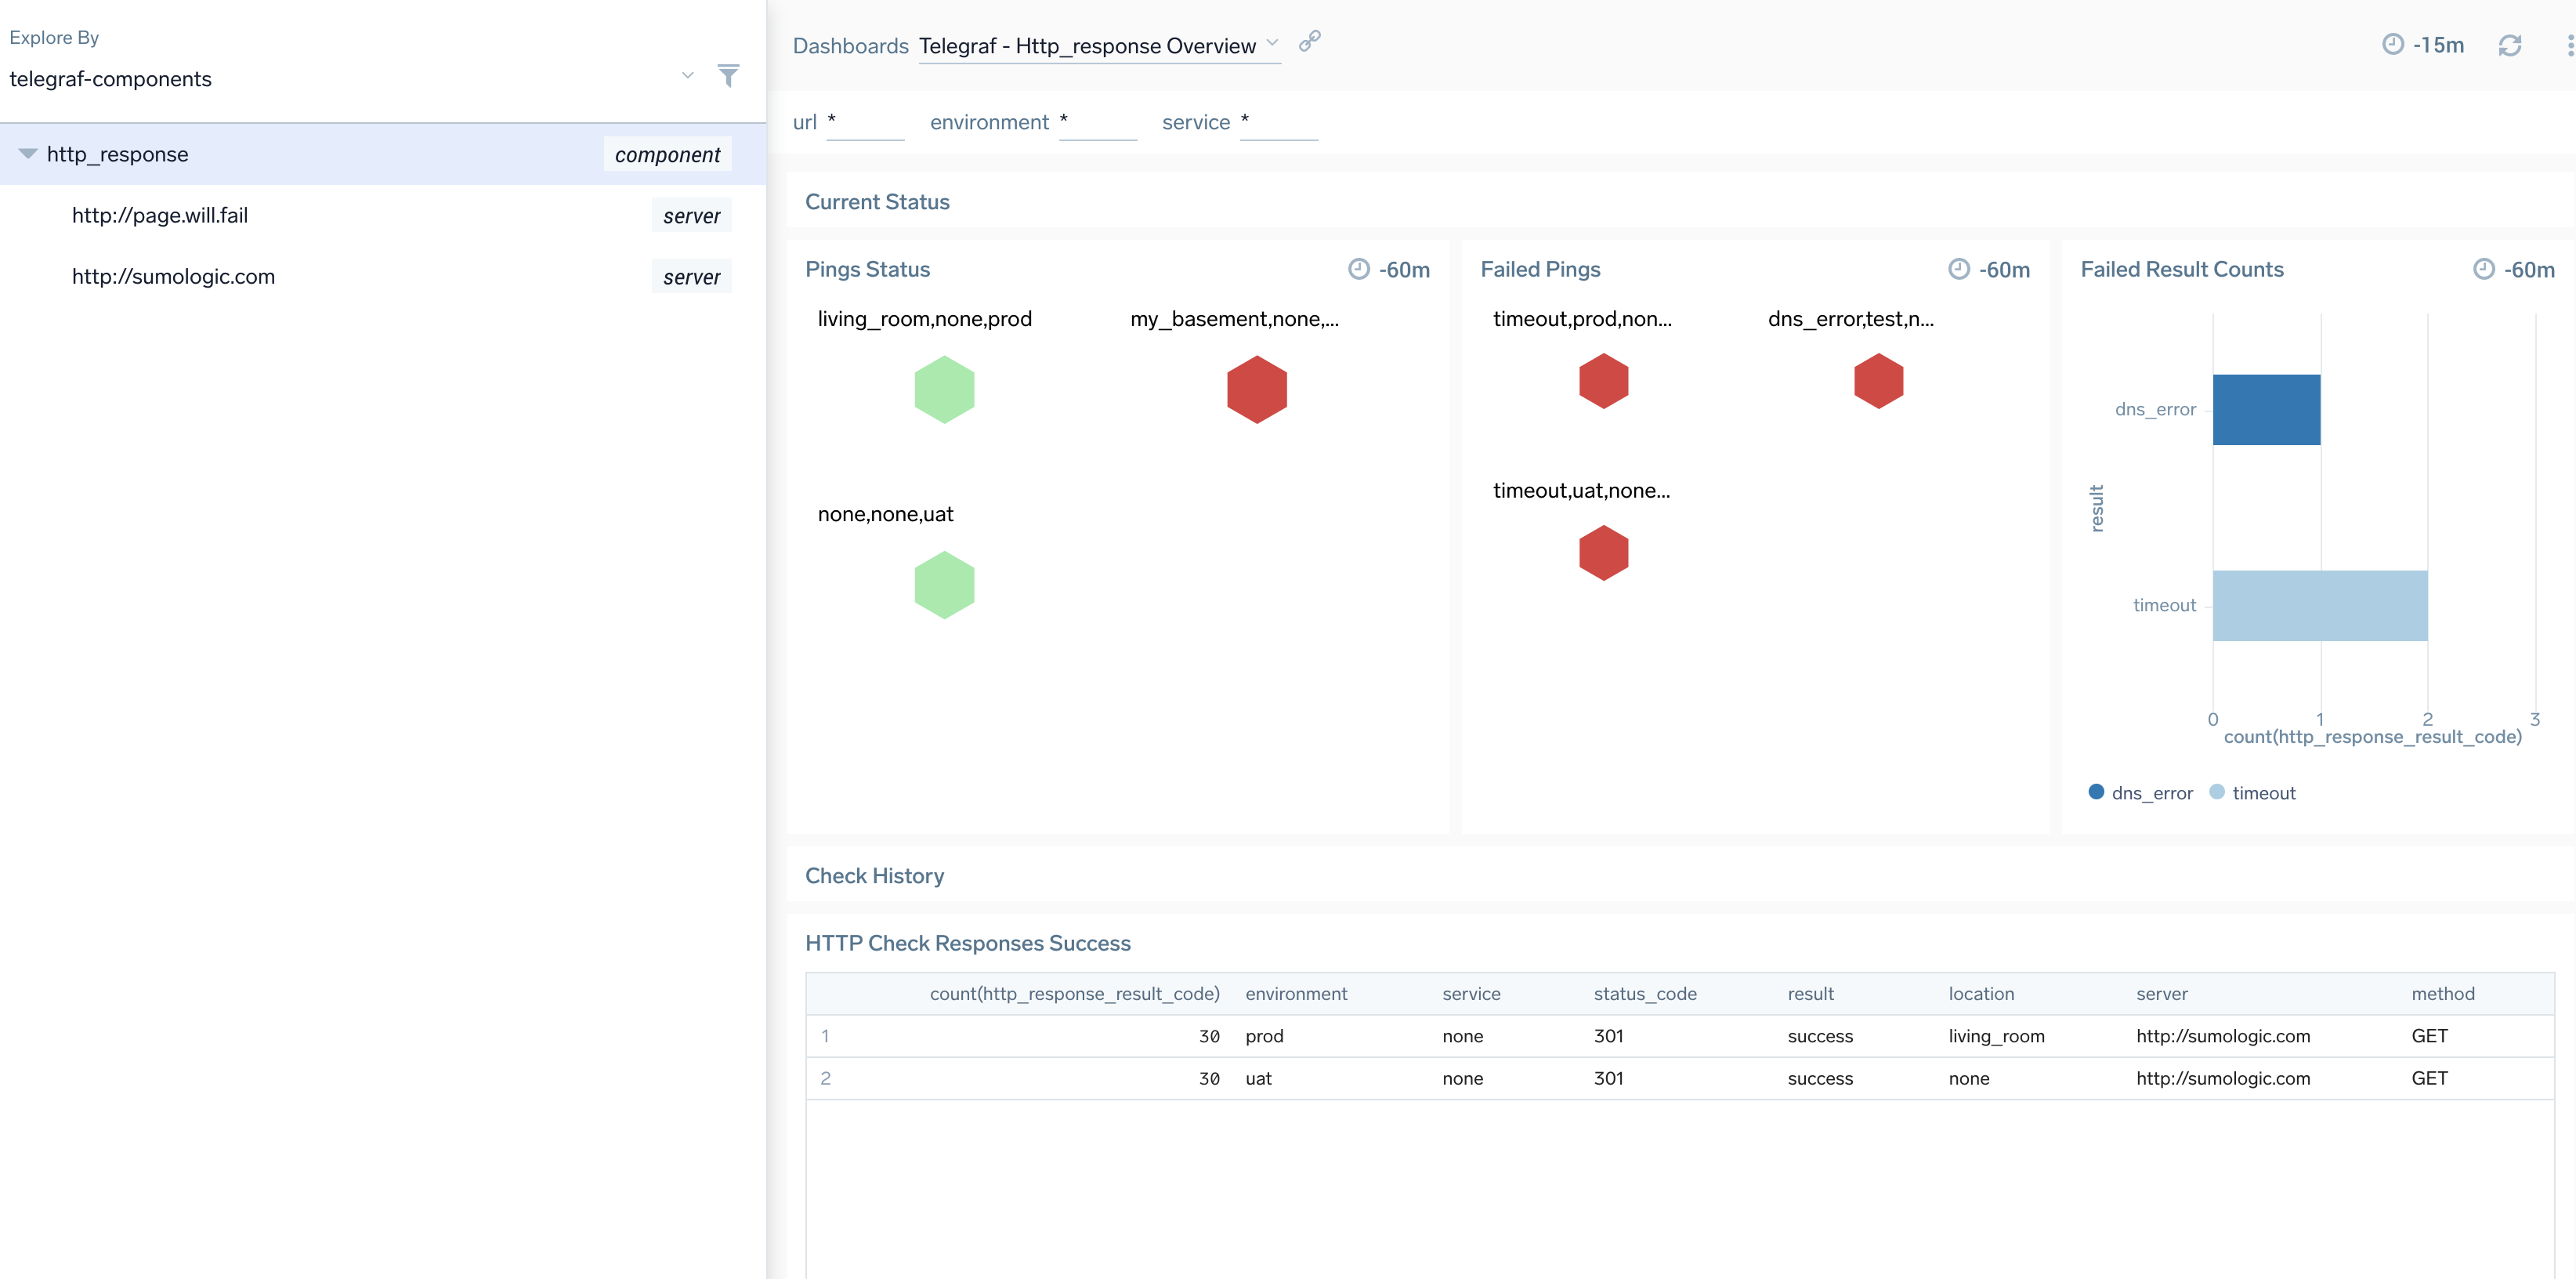 Explore By
telegraf-components
http_response component
http://page.will.fail server
http://sumologic.com server
Dashboards Telegraf - Http_response Overview -15m
url * environment * service *
Current Status
Pings Status -60m
living_room,none,prod my_basement,none,...
none,none,uat
Failed Pings -60m
timeout,prod,non... dns_error,test,n...
timeout,uat,none...
Failed Result Counts -60m
dns_error
result
timeout
0 1 2 3
count(http_response_result_code)
dns_error timeout
Check History
HTTP Check Responses Success
count(http_response_result_code) environment service status_code result location server method
1 30 prod none 301 success living_room http://sumologic.com GET
2 30 uat none 301 success none http://sumologic.com GET